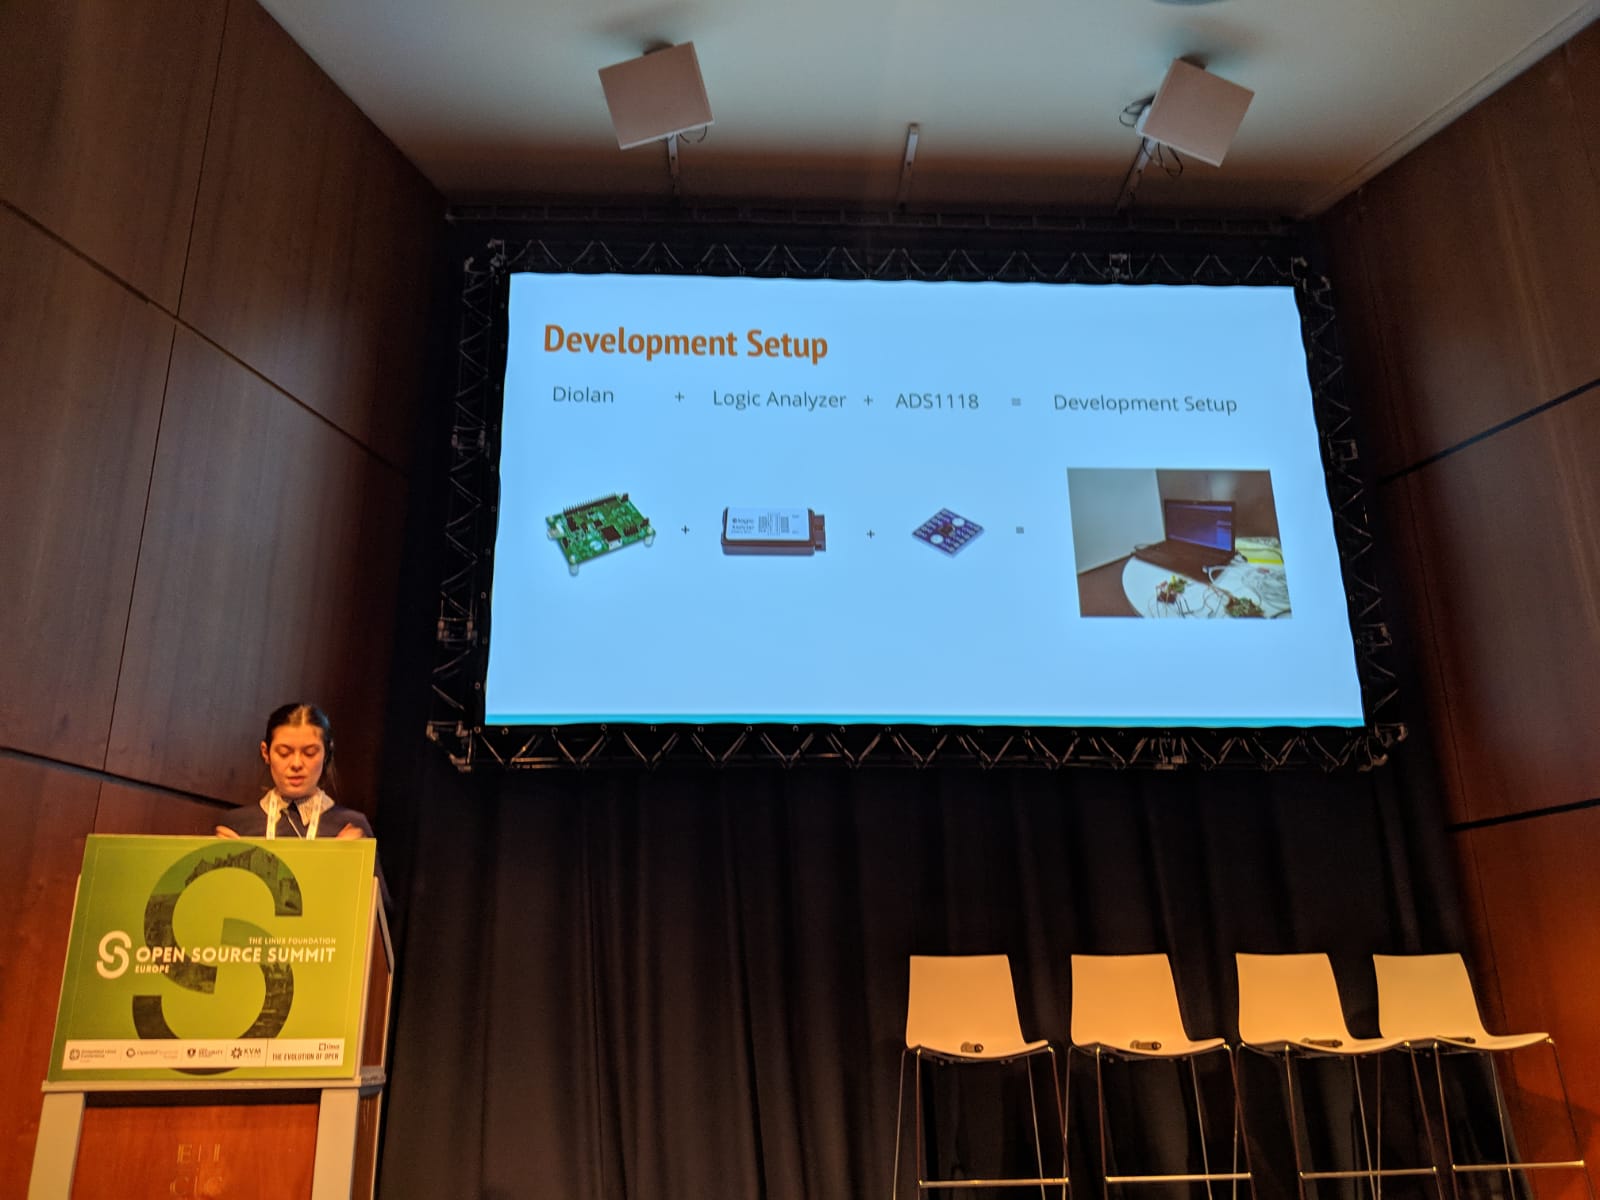 Development Setup
Diolan + Logic Analyzer + ADS1118 = Development Setup
+ + =
THE LINUX FOUNDATION
OPEN SOURCE SUMMIT
EUROPE
KVM
THE EVOLUTION OF OPEN